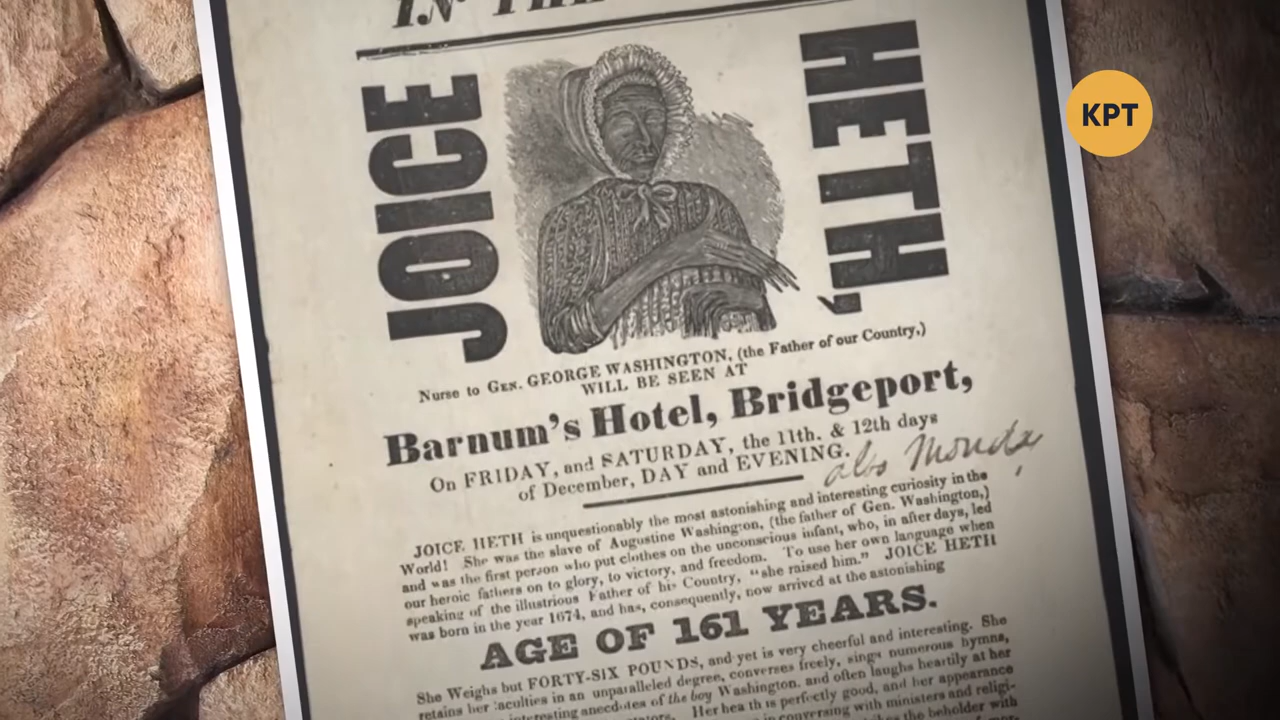 IN THE
JOICE
HETH,
Nurse to Gen. GEORGE WASHINGTON, (the Father of our Country,)
WILL BE SEEN AT
Barnum's Hotel, Bridgeport,
On FRIDAY, and SATURDAY, the 11th. & 12th days
of December, DAY and EVENING.
also Monday
JOICE HETH is unquestionably the most astonishing and interesting curiosity in the
World! She was the slave of Augustine Washington, (the father of Gen. Washington,)
and was the first person who put clothes on the unconscious infant, who, in after days, led
our heroic fathers on to glory, to victory, and freedom. To use her own language when
speaking of the illustrious Father of his Country, "she raised him." JOICE HETH
was born in the year 1674, and has, consequently, now arrived at the astonishing
AGE OF 161 YEARS.
She Weighs but FORTY-SIX POUNDS, and yet is very cheerful and interesting. She
retains her faculties in an unparalleled degree, converses freely, sings numerous hymns,
interesting anecdotes of the boy Washington, and often laughs heartily at her
Her health is perfectly good, and her appearance
in conversing with ministers and religi-
the beholder with
KPT